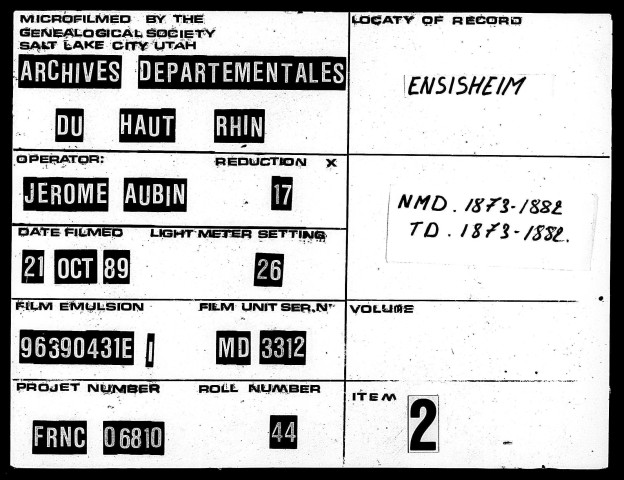 MICROFILMED BY THE
GENEALOGICAL SOCIETY
SALT LAKE CITY UTAH
ARCHIVES DEPARTEMENTALES
DU HAUT RHIN
LOCATY OF RECORD
ENSISHEIM
OPERATOR: REDUCTION X
JEROME AUBIN 17
NMD. 1873-1882
TD. 1873-1882.
DATE FILMED LIGHT METER SETTING
21 OCT 89 26
FILM EMULSION FILM UNIT SER.N°
96390431E 1 MD 3312
VOLUME
PROJET NUMBER ROLL NUMBER
FRNC 06810 44
ITEM 2